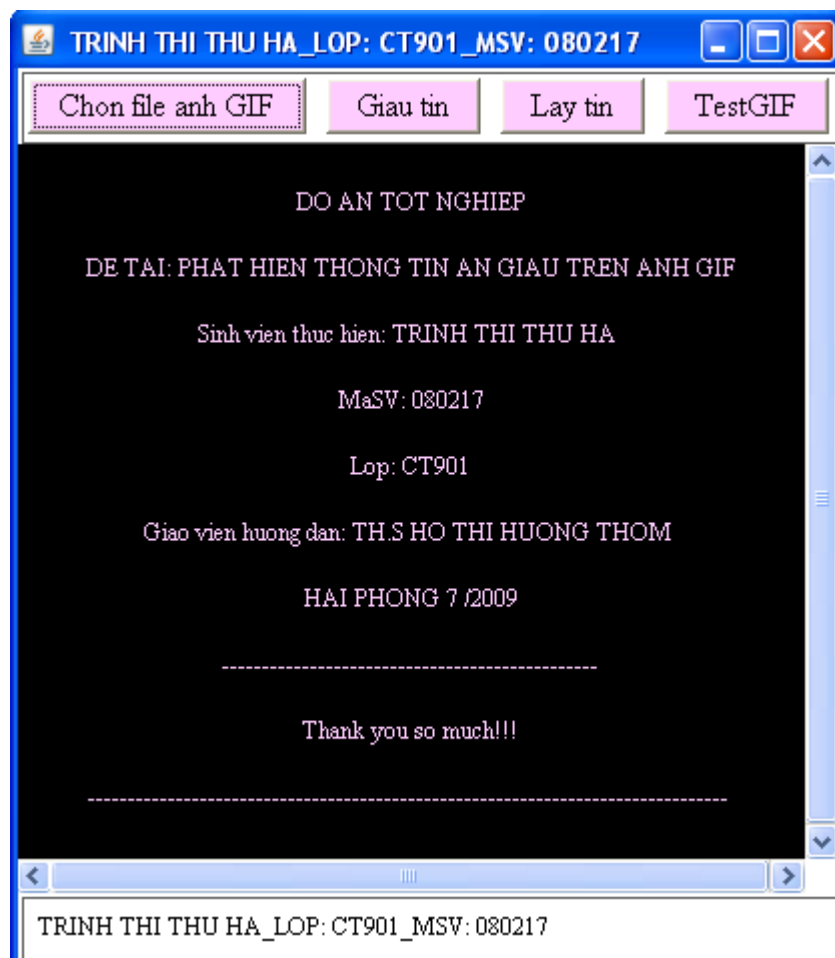 TRINH THI THU HA_LOP: CT901_MSV: 080217
Chon file anh GIF Giau tin Lay tin TestGIF
DO AN TOT NGHIEP
DE TAI: PHAT HIEN THONG TIN AN GIAU TREN ANH GIF
Sinh vien thuc hien: TRINH THI THU HA
MaSV: 080217
Lop: CT901
Giao vien huong dan: TH.S HO THI HUONG THOM
HAI PHONG 7 /2009
-----------------------------------------------
Thank you so much!!!
--------------------------------------------------------------------------------
TRINH THI THU HA_LOP: CT901_MSV: 080217